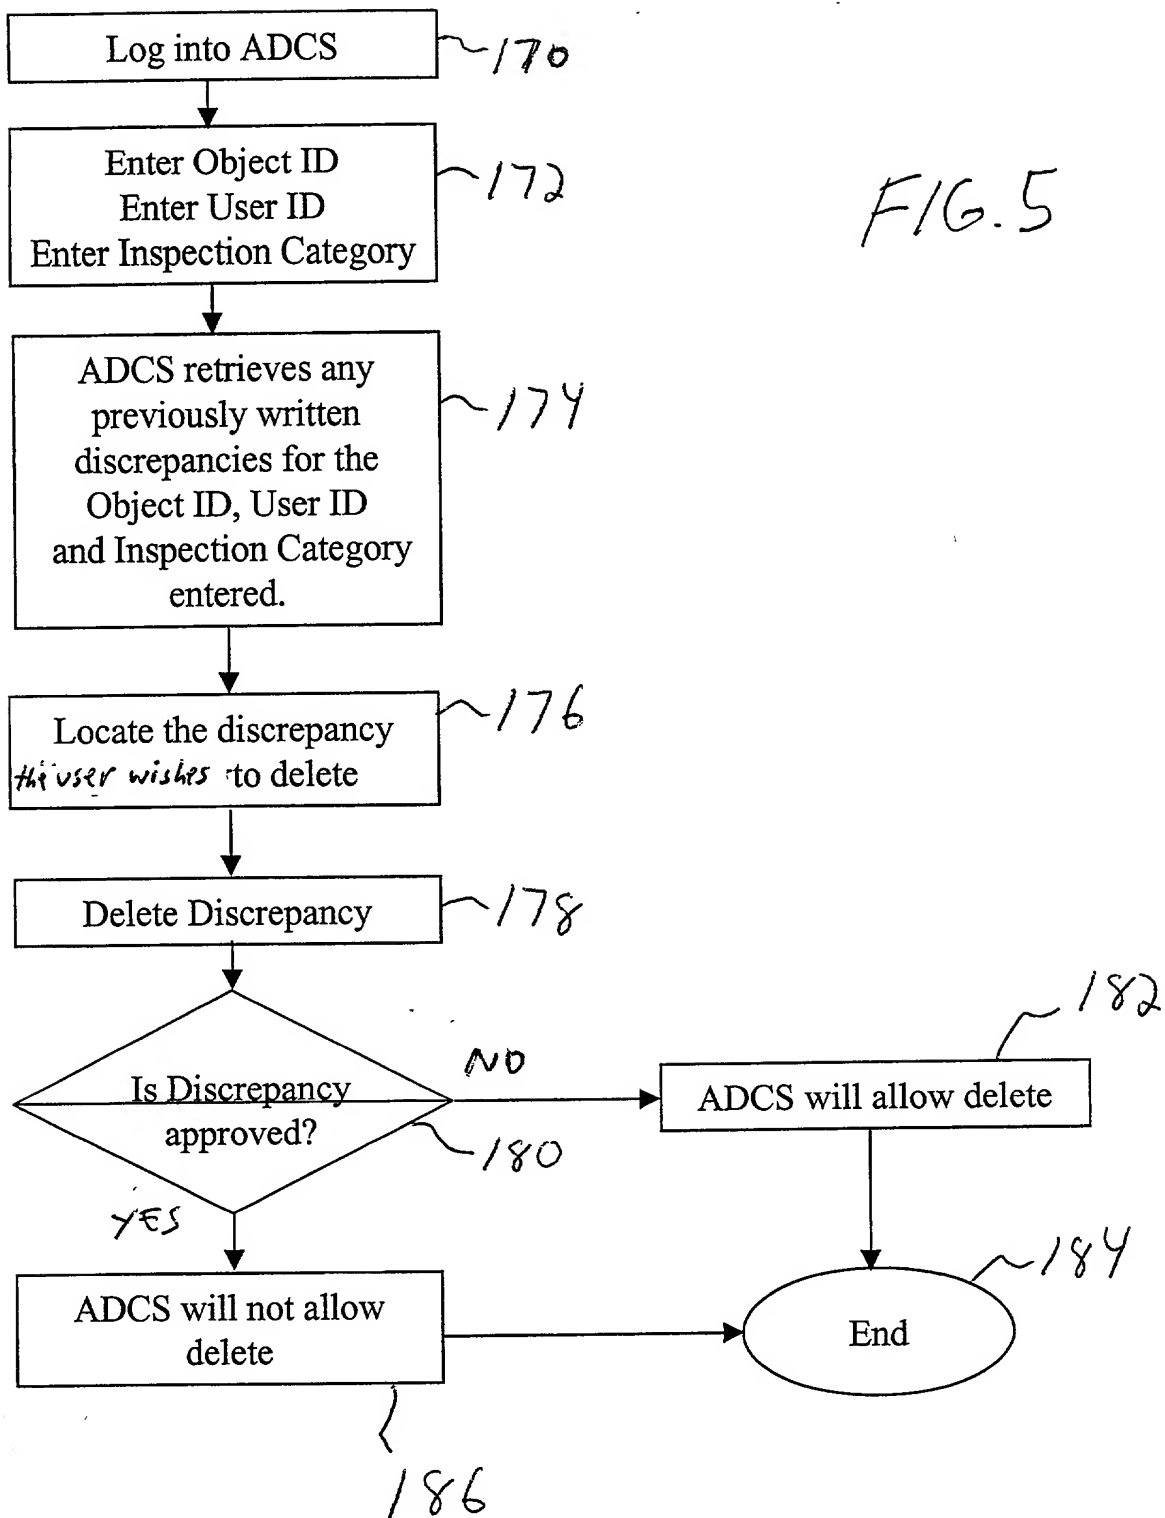 Log into ADCS
170
Enter Object ID
Enter User ID
Enter Inspection Category
172
FIG. 5
ADCS retrieves any
previously written
discrepancies for the
Object ID, User ID
and Inspection Category
entered.
174
Locate the discrepancy
the user wishes to delete
176
Delete Discrepancy
178
Is Discrepancy
approved?
180
NO
182
ADCS will allow delete
YES
ADCS will not allow
delete
186
184
End